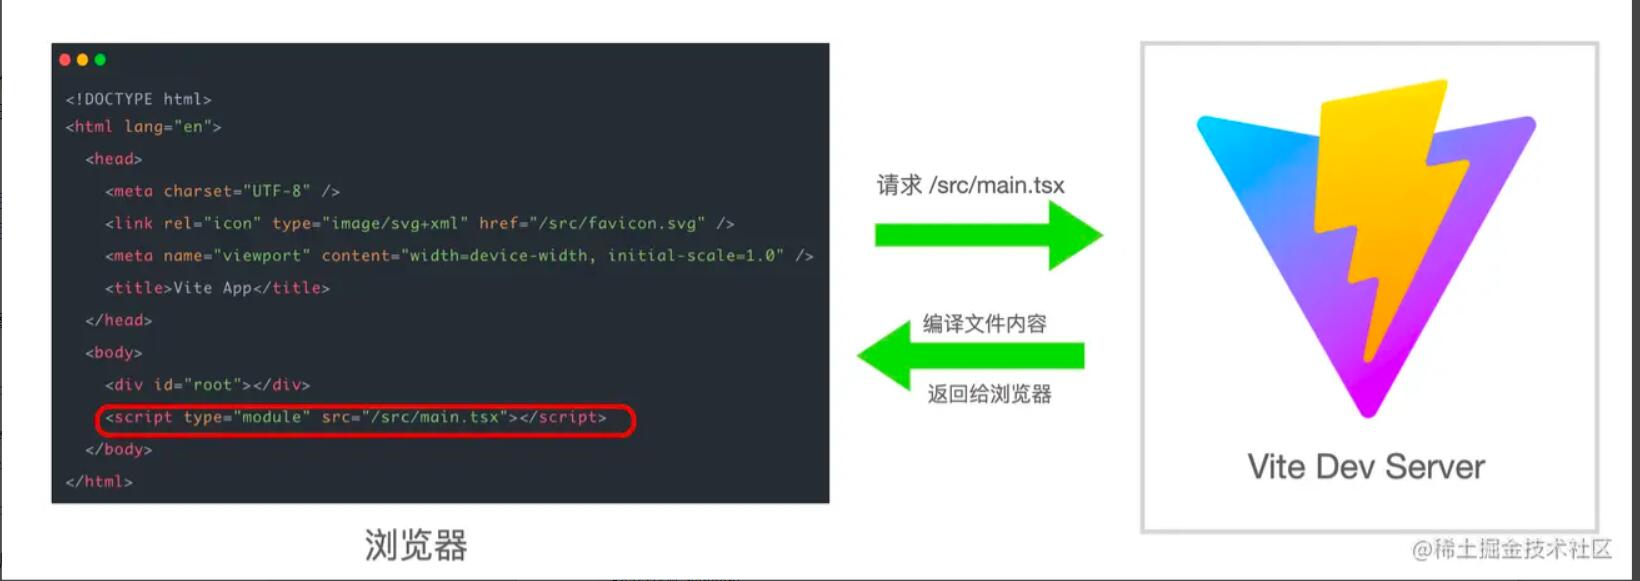 <!DOCTYPE html>
<html lang="en">
<head>
<meta charset="UTF-8" />
<link rel="icon" type="image/svg+xml" href="/src/favicon.svg" />
<meta name="viewport" content="width=device-width, initial-scale=1.0" />
<title>Vite App</title>
</head>
<body>
<div id="root"></div>
<script type="module" src="/src/main.tsx"></script>
</body>
</html>
浏览器
请求 /src/main.tsx
编译文件内容
返回给浏览器
Vite Dev Server
@稀土掘金技术社区